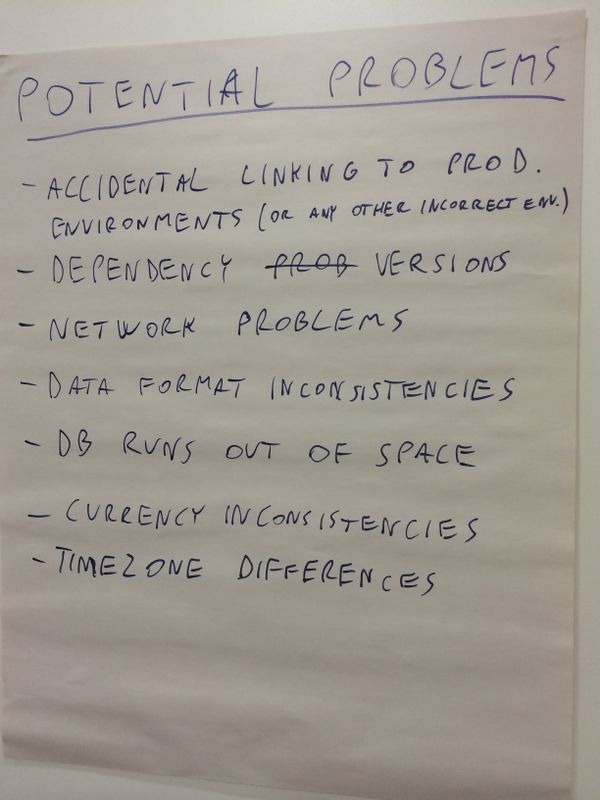 POTENTIAL PROBLEMS
- ACCIDENTAL LINKING TO PROD.
ENVIRONMENTS (OR ANY OTHER INCORRECT ENV.)
- DEPENDENCY PROB VERSIONS
- NETWORK PROBLEMS
- DATA FORMAT INCONSISTENCIES
- DB RUNS OUT OF SPACE
- CURRENCY INCONSISTENCIES
- TIMEZONE DIFFERENCES